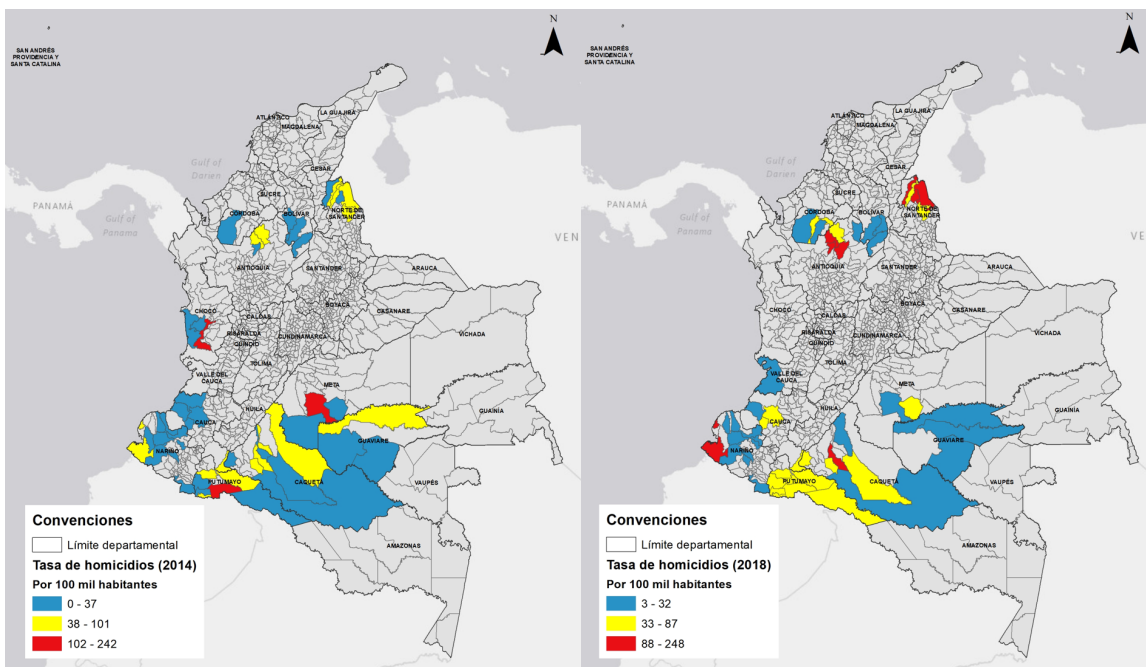 N
SAN ANDRÉS
PROVIDENCIA Y
SANTA CATALINA
LA GUAJIRA
ATLÁNTICO
MAGDALENA
Gulf of
Darien
CESAR
PANAMÁ
Gulf of
Panama
SUCRE
CÓRDOBA
BOLÍVAR
NORTE DE
SANTANDER
VEN
ANTIOQUIA
SANTANDER
ARAUCA
BOYACÁ
CHOCÓ
CALDAS
CASANARE
RISARALDA
CUNDINAMARCA
VICHADA
QUINDIO
TOLIMA
VALLE DEL
CAUCA
META
GUAINÍA
HUILA
CAUCA
GUAVIARE
NARIÑO
VAUPÉS
PUTUMAYO
CAQUETÁ
AMAZONAS
Convenciones
Límite departamental
Tasa de homicidios (2014)
Por 100 mil habitantes
0 - 37
38 - 101
102 - 242
N
SAN ANDRÉS
PROVIDENCIA Y
SANTA CATALINA
LA GUAJIRA
ATLÁNTICO
MAGDALENA
Gulf of
Darien
CESAR
PANAMÁ
Gulf of
Panama
SUCRE
CÓRDOBA
BOLÍVAR
NORTE DE
SANTANDER
VEN
ANTIOQUIA
SANTANDER
ARAUCA
BOYACÁ
CHOCÓ
CALDAS
CASANARE
RISARALDA
CUNDINAMARCA
VICHADA
QUINDIO
TOLIMA
VALLE DEL
CAUCA
META
GUAINÍA
HUILA
CAUCA
GUAVIARE
NARIÑO
VAUPÉS
PUTUMAYO
CAQUETÁ
AMAZONAS
Convenciones
Límite departamental
Tasa de homicidios (2018)
Por 100 mil habitantes
3 - 32
33 - 87
88 - 248